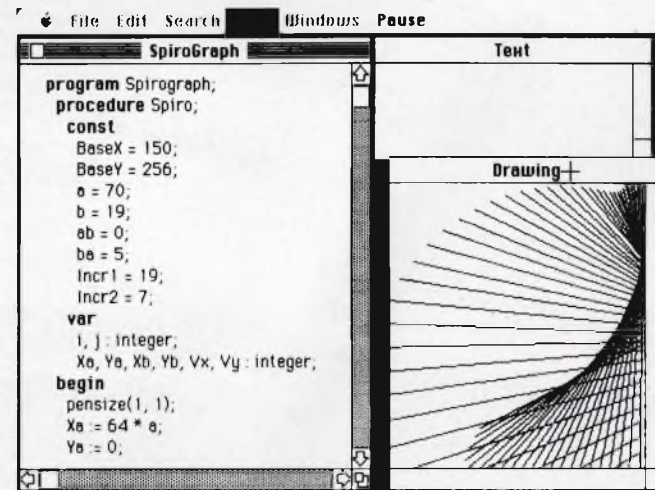 File Edit Search Windows Pause
SpiroGraph
program Spirograph;
procedure Spiro;
const
BaseX = 150;
BaseY = 256;
a = 70;
b = 19;
ab = 0;
ba = 5;
Incr1 = 19;
Incr2 = 7;
var
i, j : integer;
Xa, Ya, Xb, Yb, Vx, Vy : integer;
begin
pensize(1, 1);
Xa := 64 * a;
Ya := 0;
Text
Drawing